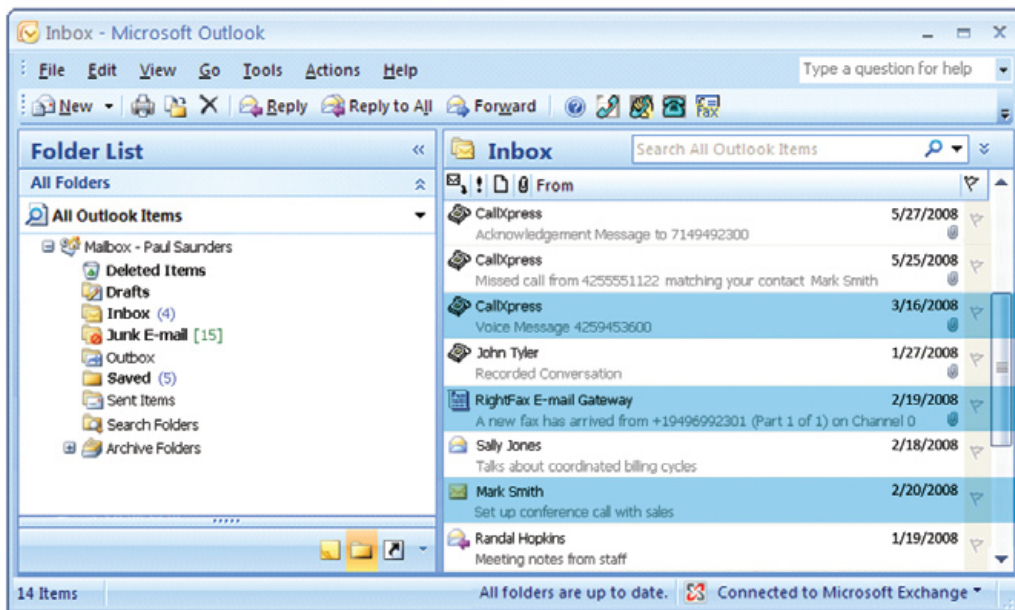 Inbox - Microsoft Outlook
File Edit View Go Tools Actions Help
Type a question for help
New Reply Reply to All Forward Fax
Folder List
All Folders
All Outlook Items
Mailbox - Paul Saunders
Deleted Items
Drafts
Inbox (4)
Junk E-mail [15]
Outbox
Saved (5)
Sent Items
Search Folders
Archive Folders
Inbox Search All Outlook Items
From
CallXpress 5/27/2008
Acknowledgement Message to 7149492300
CallXpress 5/25/2008
Missed call from 4255551122 matching your contact Mark Smith
CallXpress 3/16/2008
Voice Message 4259453600
John Tyler 1/27/2008
Recorded Conversation
RightFax E-mail Gateway 2/19/2008
A new fax has arrived from +19496992301 (Part 1 of 1) on Channel 0
Sally Jones 2/18/2008
Talks about coordinated billing cycles
Mark Smith 2/20/2008
Set up conference call with sales
Randal Hopkins 1/19/2008
Meeting notes from staff
14 Items All folders are up to date. Connected to Microsoft Exchange